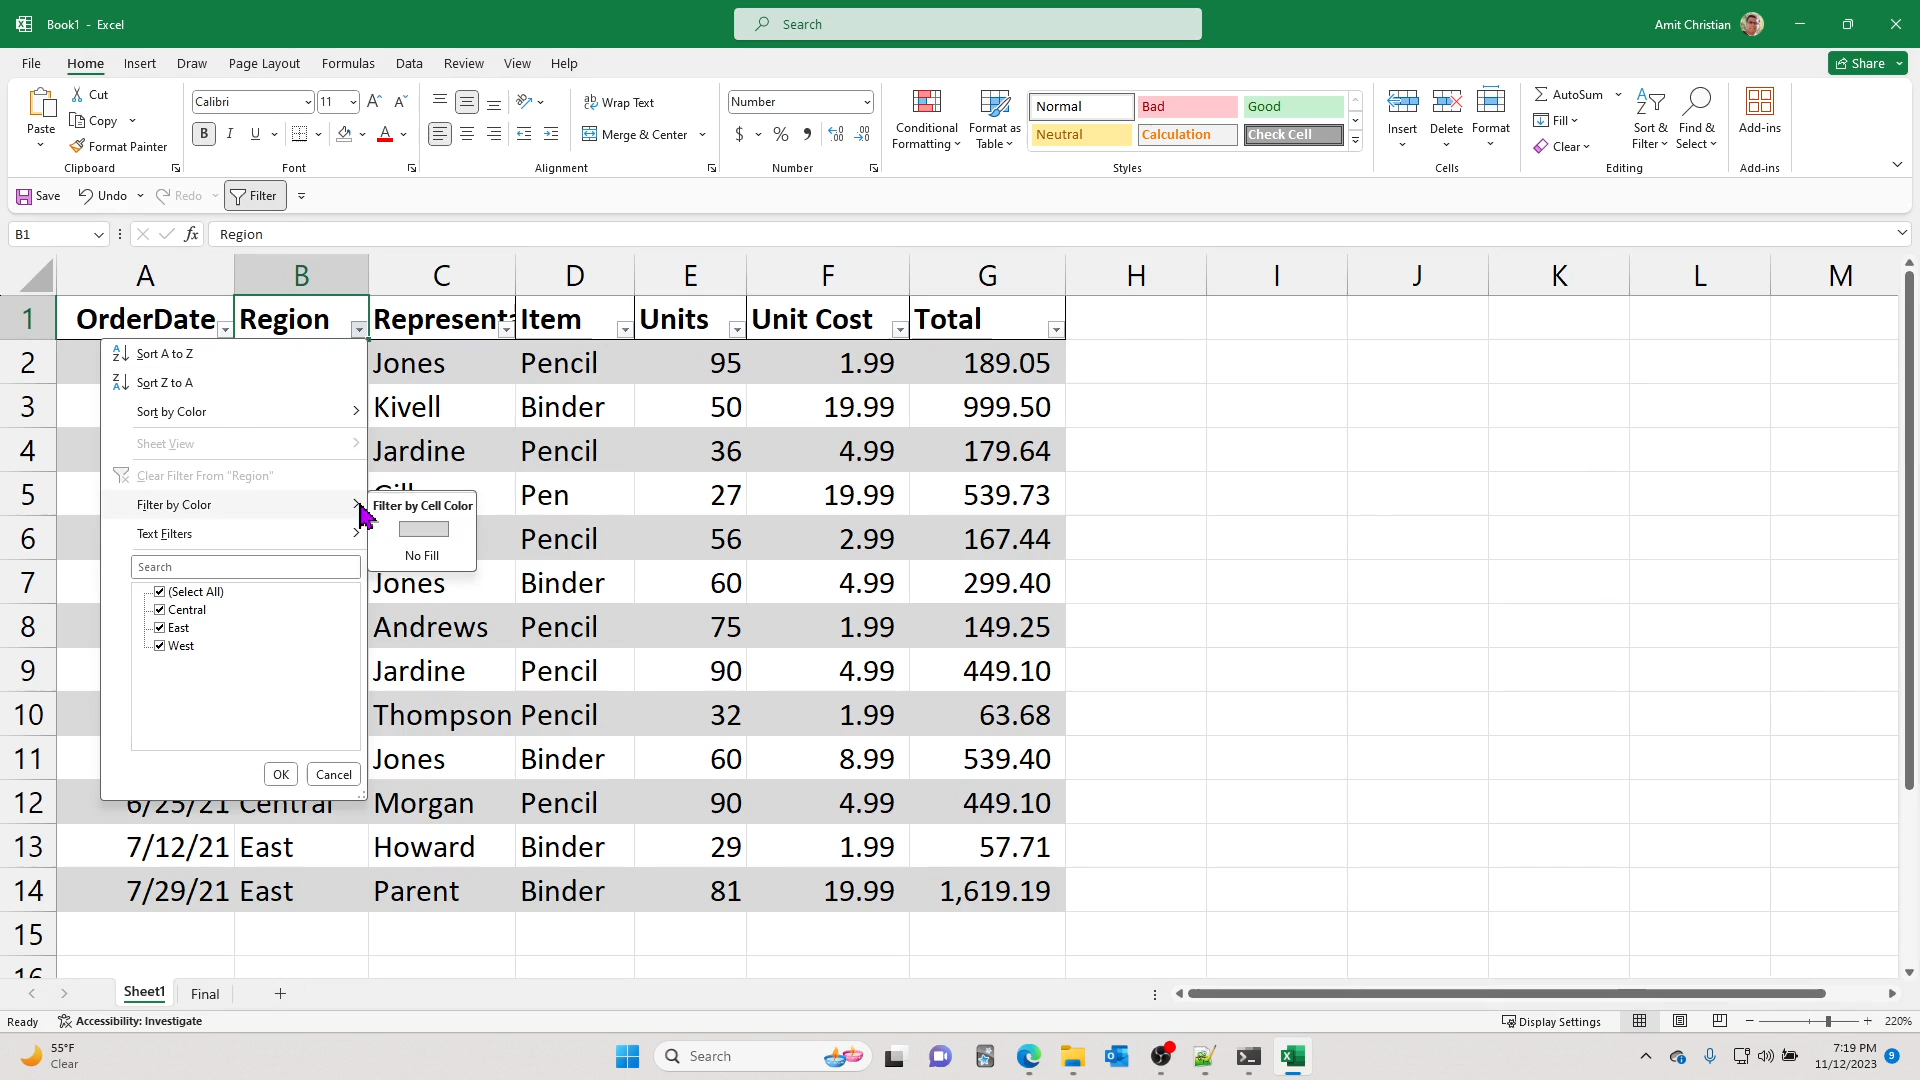 Book1 - Excel
Search
Amit Christian
File Home Insert Draw Page Layout Formulas Data Review View Help
Share
Paste
Cut
Copy
Format Painter
Clipboard
Calibri 11
B I U A
Font
Wrap Text
Merge & Center
Alignment
Number
$ % ,
Number
Conditional Formatting
Format as Table
Normal Bad Good
Neutral Calculation Check Cell
Styles
Insert Delete Format
Cells
AutoSum
Fill
Clear
Sort & Filter
Find & Select
Editing
Add-ins
Add-ins
Save Undo Redo Filter
B1 fx Region
A B C D E F G H I J K L M
1 OrderDate Region Represent Item Units Unit Cost Total
2 Jones Pencil 95 1.99 189.05
3 Kivell Binder 50 19.99 999.50
4 Jardine Pencil 36 4.99 179.64
5 Pen 27 19.99 539.73
6 Pencil 56 2.99 167.44
7 Jones Binder 60 4.99 299.40
8 Andrews Pencil 75 1.99 149.25
9 Jardine Pencil 90 4.99 449.10
10 Thompson Pencil 32 1.99 63.68
11 Jones Binder 60 8.99 539.40
12 6/25/21 Central Morgan Pencil 90 4.99 449.10
13 7/12/21 East Howard Binder 29 1.99 57.71
14 7/29/21 East Parent Binder 81 19.99 1,619.19
15
16
Sort A to Z
Sort Z to A
Sort by Color
Sheet View
Clear Filter From "Region"
Filter by Color
Text Filters
Search
(Select All)
Central
East
West
OK Cancel
Filter by Cell Color
No Fill
Sheet1 Final
Ready Accessibility: Investigate
Display Settings 220%
55°F
Clear
Search
7:19 PM
11/12/2023
9